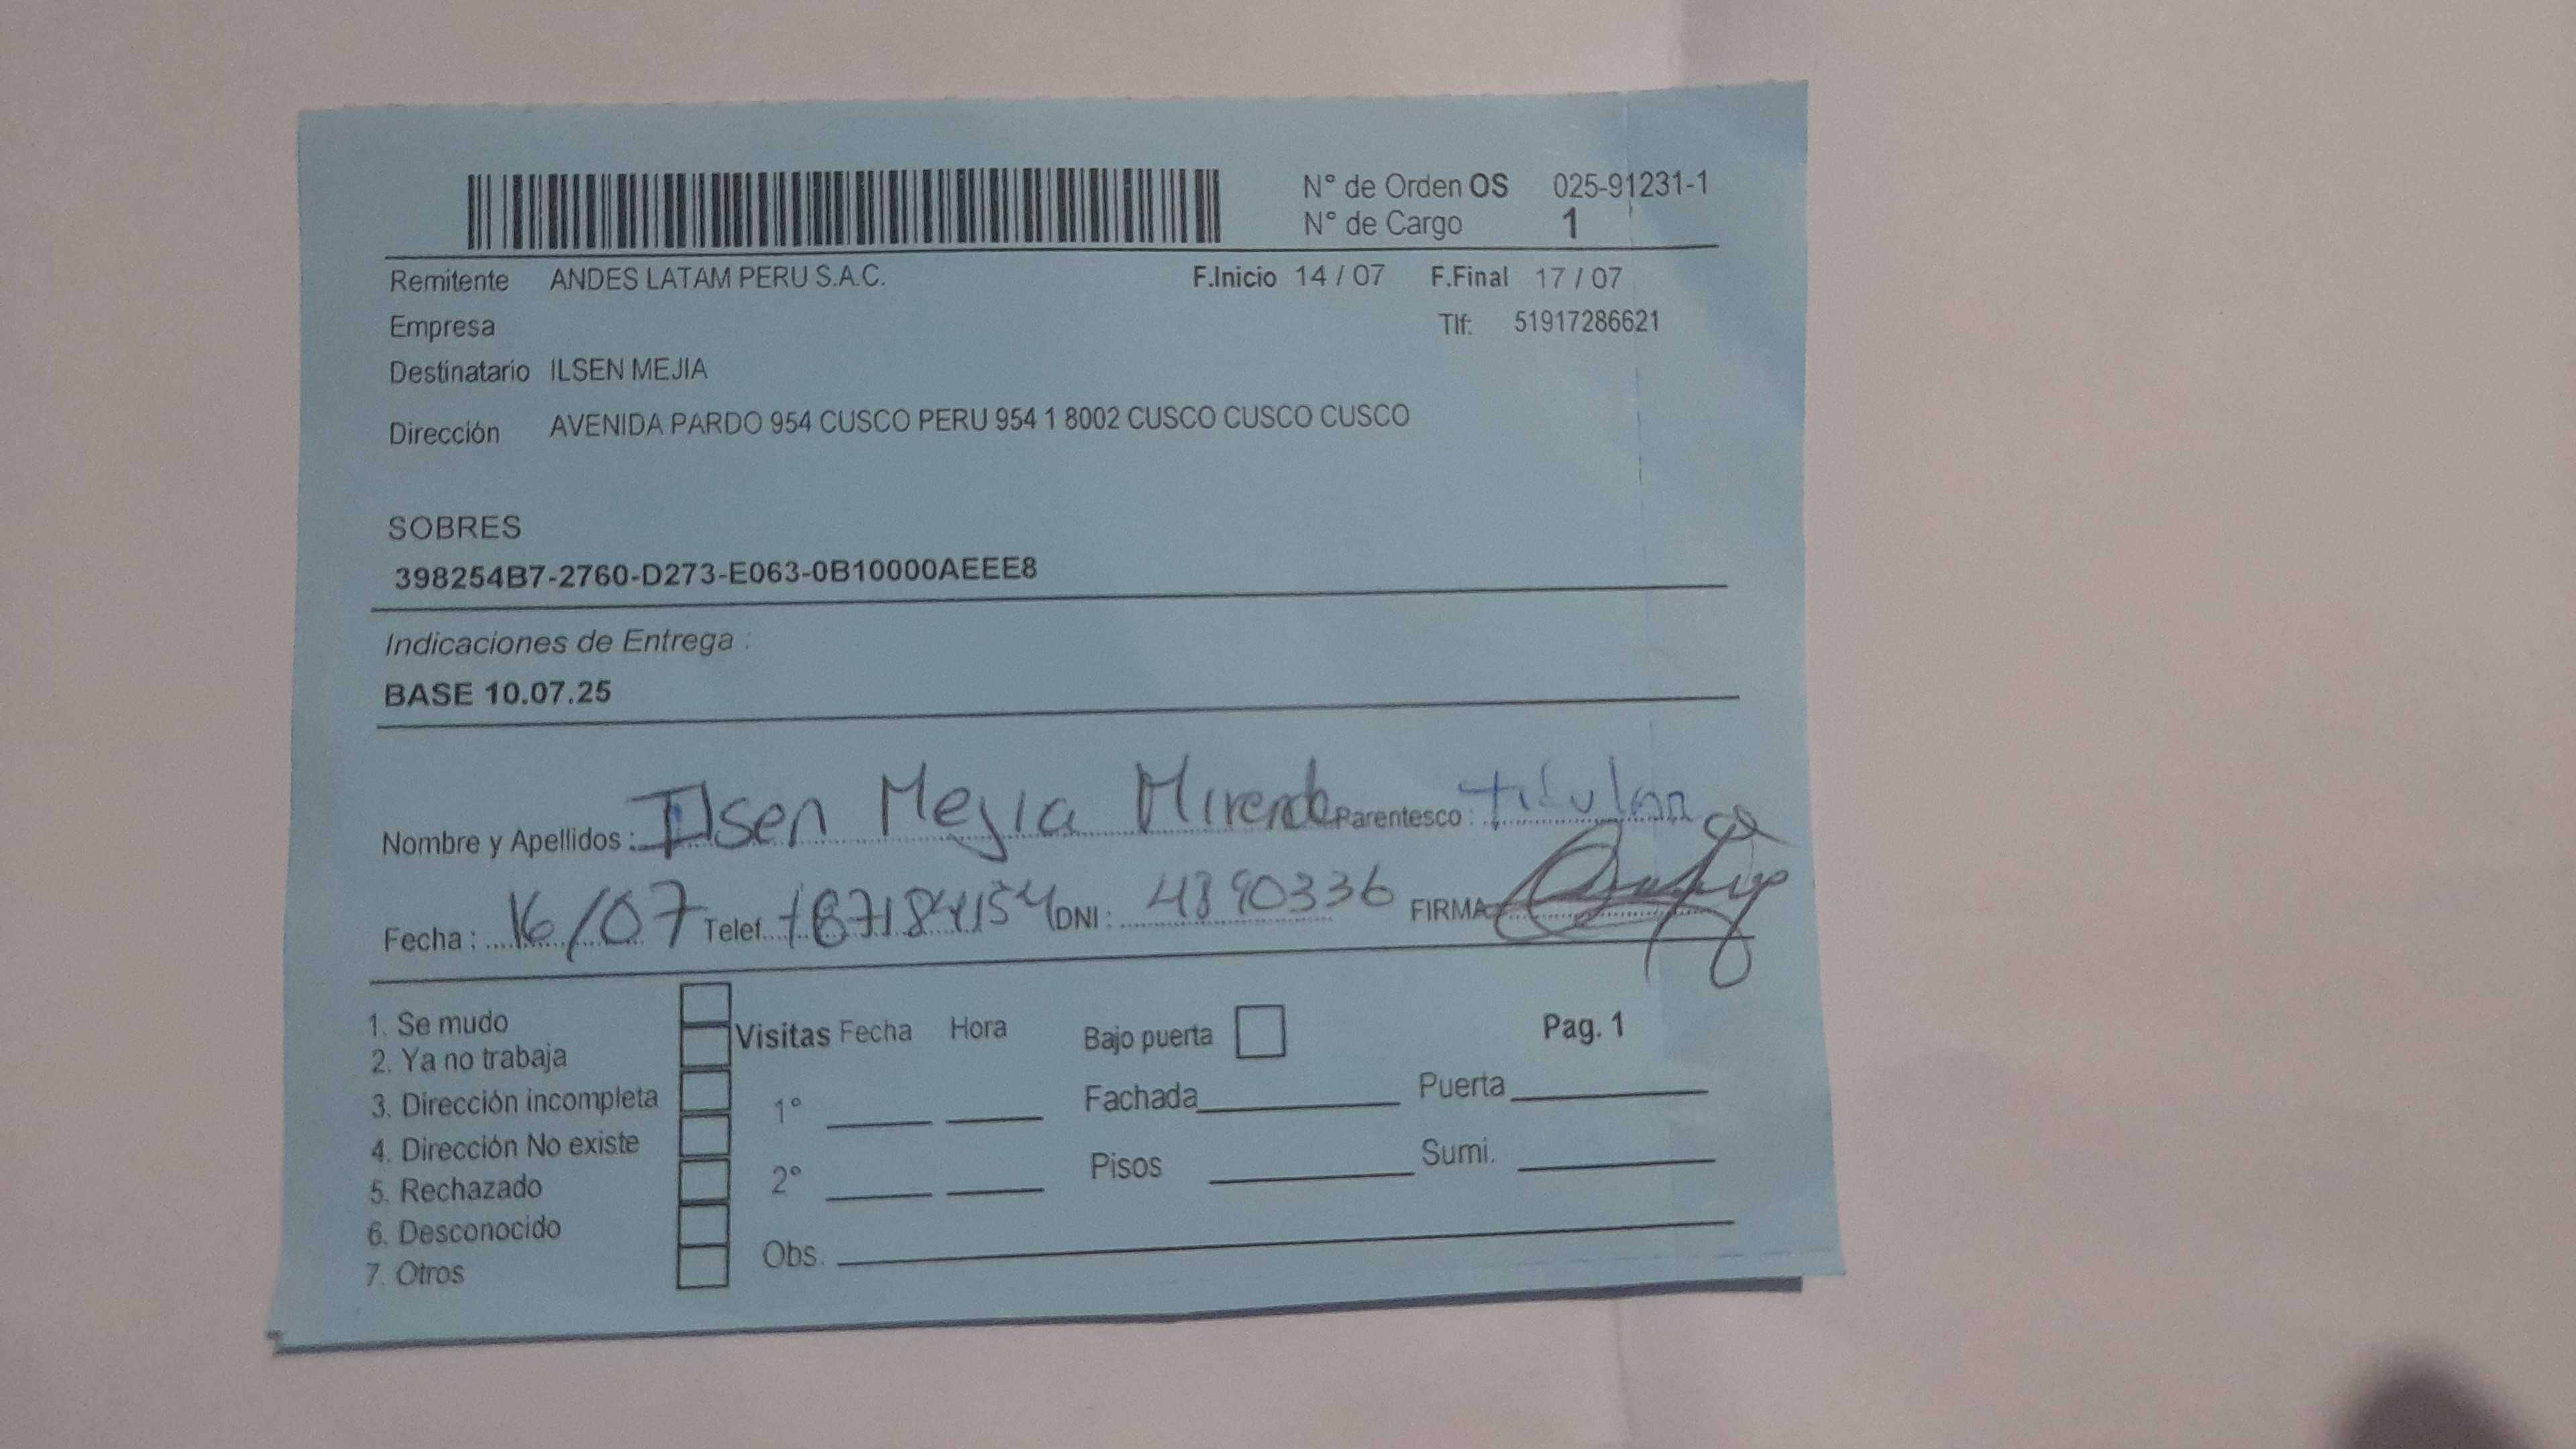 N° de Orden OS 025-91231-1
N° de Cargo 1
Remitente ANDES LATAM PERU S.A.C. F.Inicio 14 / 07 F.Final 17 / 07
Empresa Tlf: 51917286621
Destinatario ILSEN MEJIA
Dirección AVENIDA PARDO 954 CUSCO PERU 954 1 8002 CUSCO CUSCO CUSCO
SOBRES
398254B7-2760-D273-E063-0B10000AEEE8
Indicaciones de Entrega :
BASE 10.07.25
Nombre y Apellidos : Ilsen Mejia Miranda Parentesco : titular
Fecha : 16/07 Telef. DNI : 4890336 FIRMA
1. Se mudo
2. Ya no trabaja Visitas Fecha Hora Bajo puerta Pag. 1
3. Dirección incompleta 1° Fachada Puerta
4. Dirección No existe
5. Rechazado 2° Pisos Sumi.
6. Desconocido
7. Otros Obs.